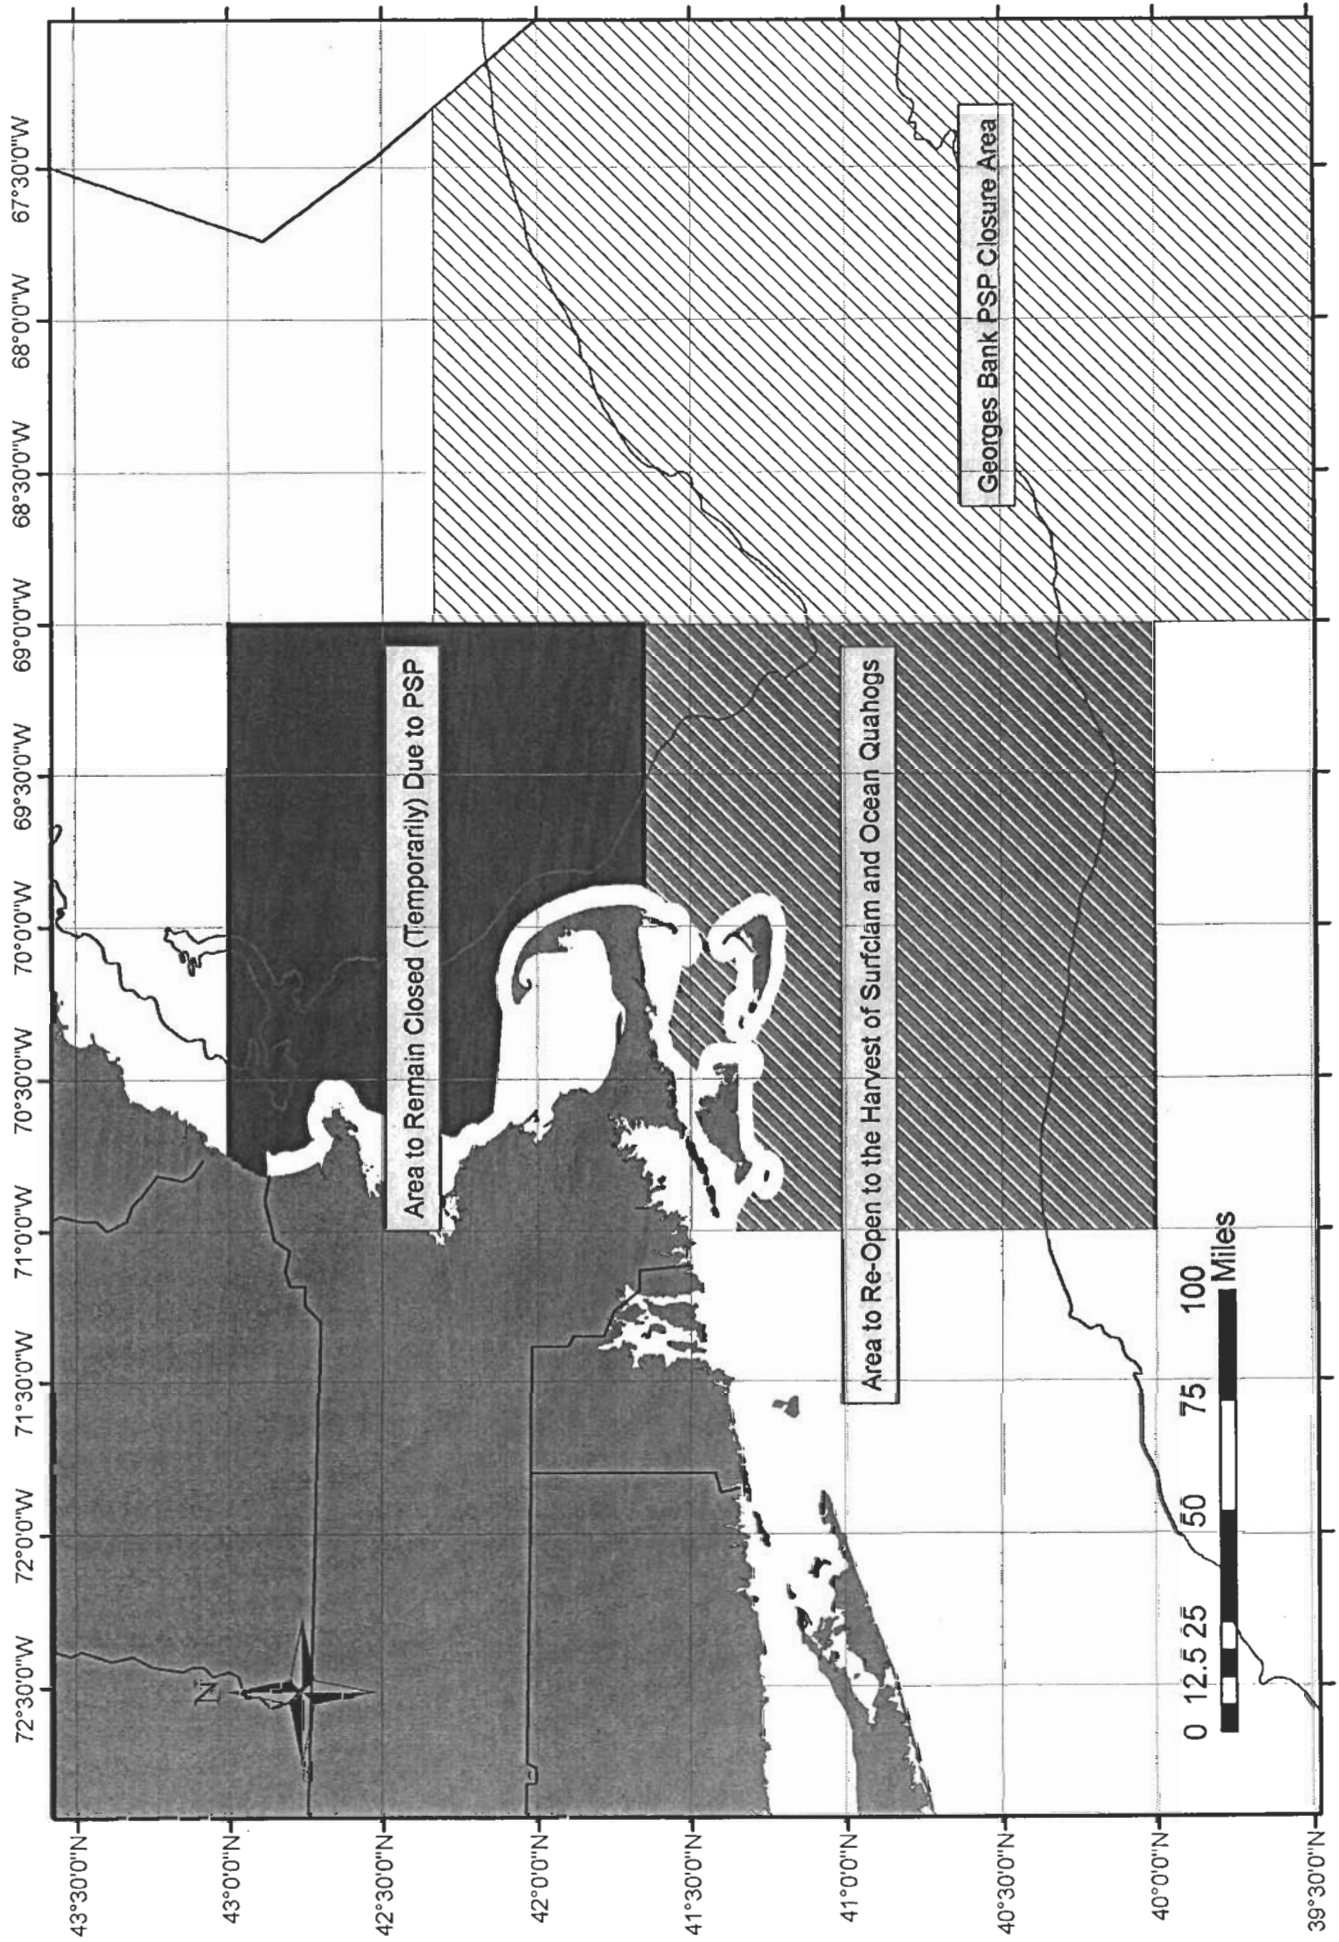 67°30'0"W
68°0'0"W
68°30'0"W
69°0'0"W
69°30'0"W
70°0'0"W
70°30'0"W
71°0'0"W
71°30'0"W
72°0'0"W
72°30'0"W
43°30'0"N
43°0'0"N
42°30'0"N
42°0'0"N
41°30'0"N
41°0'0"N
40°30'0"N
40°0'0"N
39°30'0"N
N
Area to Remain Closed (Temporarily) Due to PSP
Georges Bank PSP Closure Area
Area to Re-Open to the Harvest of Surfclam and Ocean Quahogs
0 12.5 25 50 75 100
Miles